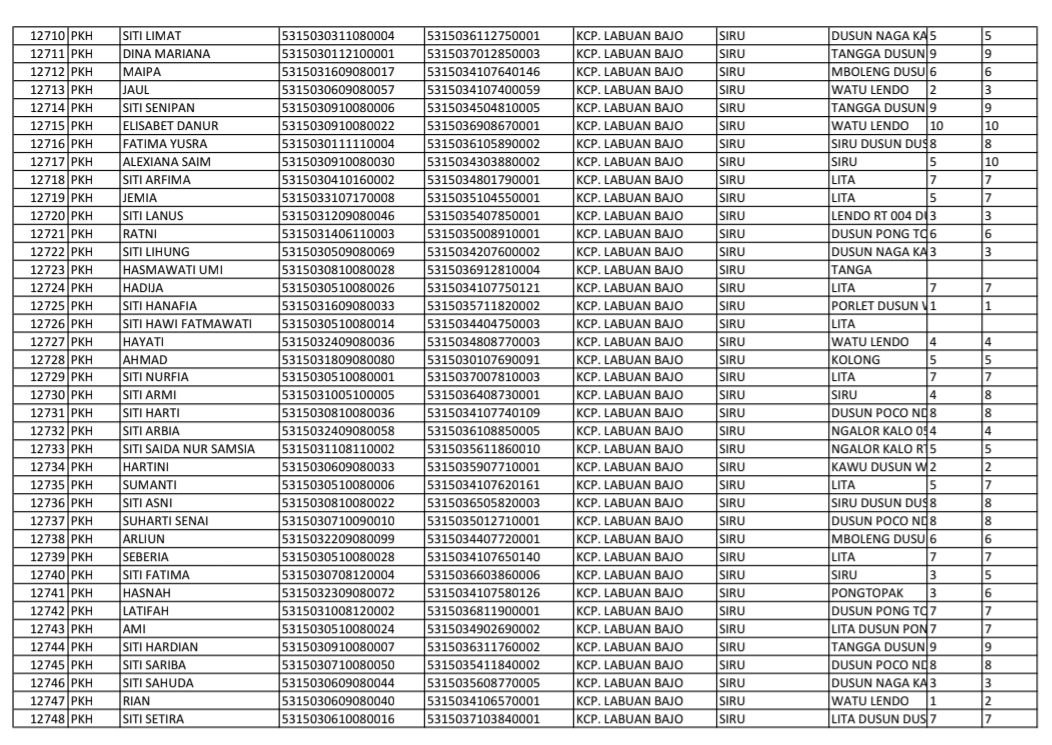 12710 PKH SITI LIMAT 5315030311080004 5315036112750001 KCP. LABUAN BAJO SIRU DUSUN NAGA KA 5 5
12711 PKH DINA MARIANA 5315030112100001 5315037012850003 KCP. LABUAN BAJO SIRU TANGGA DUSUN 9 9
12712 PKH MAIPA 5315031609080017 5315034107640146 KCP. LABUAN BAJO SIRU MBOLENG DUSU 6 6
12713 PKH JAUL 5315030609080057 5315034107400059 KCP. LABUAN BAJO SIRU WATU LENDO 2 3
12714 PKH SITI SENIPAN 5315030910080006 5315034504810005 KCP. LABUAN BAJO SIRU TANGGA DUSUN 9 9
12715 PKH ELISABET DANUR 5315030910080022 5315036908670001 KCP. LABUAN BAJO SIRU WATU LENDO 10 10
12716 PKH FATIMA YUSRA 5315030111110004 5315036105890002 KCP. LABUAN BAJO SIRU SIRU DUSUN DUS 8 8
12717 PKH ALEXIANA SAIM 5315030910080030 5315034303880002 KCP. LABUAN BAJO SIRU SIRU 5 10
12718 PKH SITI ARFIMA 5315030410160002 5315034801790001 KCP. LABUAN BAJO SIRU LITA 7 7
12719 PKH JEMIA 5315033107170008 5315035104550001 KCP. LABUAN BAJO SIRU LITA 5 7
12720 PKH SITI LANUS 5315031209080046 5315035407850001 KCP. LABUAN BAJO SIRU LENDO RT 004 DU 3 3
12721 PKH RATNI 5315031406110003 5315035008910001 KCP. LABUAN BAJO SIRU DUSUN PONG TO 6 6
12722 PKH SITI LIHUNG 5315030509080069 5315034207600002 KCP. LABUAN BAJO SIRU DUSUN NAGA KA 3 3
12723 PKH HASMAWATI UMI 5315030810080028 5315036912810004 KCP. LABUAN BAJO SIRU TANGA
12724 PKH HADIJA 5315030510080026 5315034107750121 KCP. LABUAN BAJO SIRU LITA 7 7
12725 PKH SITI HANAFIA 5315031609080033 5315035711820002 KCP. LABUAN BAJO SIRU PORLET DUSUN 1 1
12726 PKH SITI HAWI FATMAWATI 5315030510080014 5315034404750003 KCP. LABUAN BAJO SIRU LITA
12727 PKH HAYATI 5315032409080036 5315034808770003 KCP. LABUAN BAJO SIRU WATU LENDO 4 4
12728 PKH AHMAD 5315031809080080 5315030107690091 KCP. LABUAN BAJO SIRU KOLONG 5 5
12729 PKH SITI NURFIA 5315030510080001 5315037007810003 KCP. LABUAN BAJO SIRU LITA 7 7
12730 PKH SITI ARMI 5315031005100005 5315036408730001 KCP. LABUAN BAJO SIRU SIRU 4 8
12731 PKH SITI HARTI 5315030810080036 5315034107740109 KCP. LABUAN BAJO SIRU DUSUN POCO ND 8 8
12732 PKH SITI ARBIA 5315032409080058 5315036108850005 KCP. LABUAN BAJO SIRU NGALOR KALO 05 4 4
12733 PKH SITI SAIDA NUR SAMSIA 5315031108110002 5315035611860010 KCP. LABUAN BAJO SIRU NGALOR KALO RT 5 5
12734 PKH HARTINI 5315030609080033 5315035907710001 KCP. LABUAN BAJO SIRU KAWU DUSUN W 2 2
12735 PKH SUMANTI 5315030510080006 5315034107620161 KCP. LABUAN BAJO SIRU LITA 5 7
12736 PKH SITI ASNI 5315030810080022 5315036505820003 KCP. LABUAN BAJO SIRU SIRU DUSUN DUS 8 8
12737 PKH SUHARTI SENAI 5315030710090010 5315035012710001 KCP. LABUAN BAJO SIRU DUSUN POCO ND 8 8
12738 PKH ARLIUN 5315032209080099 5315034407720001 KCP. LABUAN BAJO SIRU MBOLENG DUSU 6 6
12739 PKH SEBERIA 5315030510080028 5315034107650140 KCP. LABUAN BAJO SIRU LITA 7 7
12740 PKH SITI FATIMA 5315030708120004 5315036603860006 KCP. LABUAN BAJO SIRU SIRU 3 5
12741 PKH HASNAH 5315032309080072 5315034107580126 KCP. LABUAN BAJO SIRU PONGTOPAK 3 6
12742 PKH LATIFAH 5315031008120002 5315036811900001 KCP. LABUAN BAJO SIRU DUSUN PONG TO 7 7
12743 PKH AMI 5315030510080024 5315034902690002 KCP. LABUAN BAJO SIRU LITA DUSUN PON 7 7
12744 PKH SITI HARDIAN 5315030910080007 5315036311760002 KCP. LABUAN BAJO SIRU TANGGA DUSUN 9 9
12745 PKH SITI SARIBA 5315030710080050 5315035411840002 KCP. LABUAN BAJO SIRU DUSUN POCO ND 8 8
12746 PKH SITI SAHUDA 5315030609080044 5315035608770005 KCP. LABUAN BAJO SIRU DUSUN NAGA KA 3 3
12747 PKH RIAN 5315030609080040 5315034106570001 KCP. LABUAN BAJO SIRU WATU LENDO 1 2
12748 PKH SITI SETIRA 5315030610080016 5315037103840001 KCP. LABUAN BAJO SIRU LITA DUSUN DUS 7 7